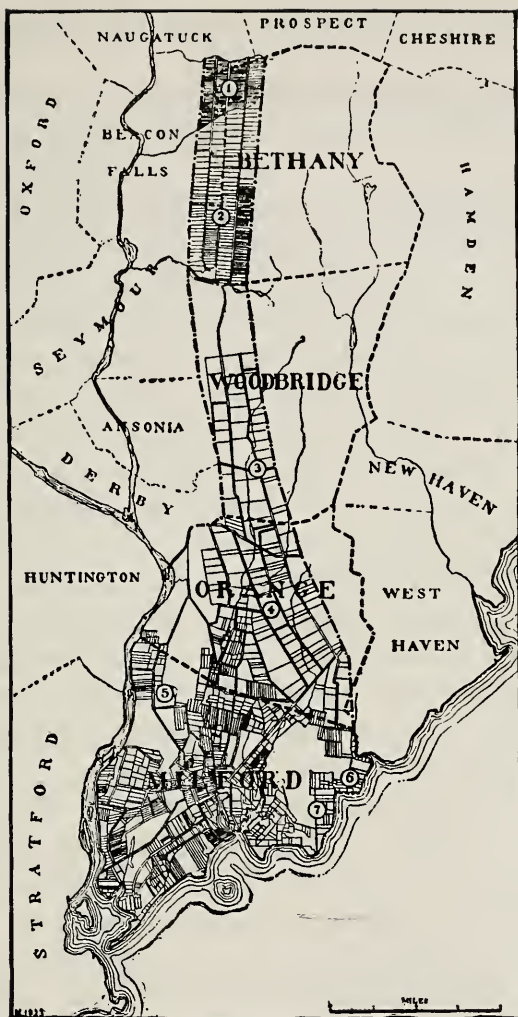 PROSPECT
NAUGATUCK
CHESHIRE
OXFORD
1
BEACON
FALLS
BETHANY
HAMDEN
2
SEYMOUR
WOODBRIDGE
ANSONIA
DERBY
3
NEW HAVEN
HUNTINGTON
ORANGE
WEST
HAVEN
4
5
STRATFORD
MILFORD
6
7
MILES